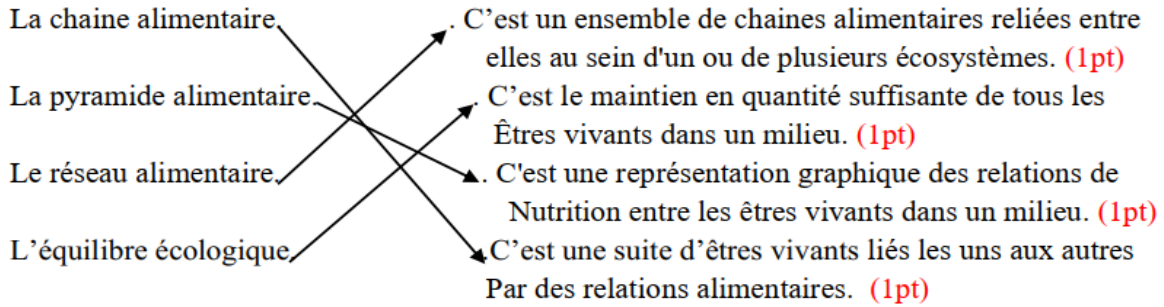 La chaine alimentaire. . C’est un ensemble de chaines alimentaires reliées entre
elles au sein d'un ou de plusieurs écosystèmes. (1pt)
La pyramide alimentaire. . C’est le maintien en quantité suffisante de tous les
Êtres vivants dans un milieu. (1pt)
Le réseau alimentaire. . C'est une représentation graphique des relations de
Nutrition entre les êtres vivants dans un milieu. (1pt)
L’équilibre écologique. .C’est une suite d’êtres vivants liés les uns aux autres
Par des relations alimentaires. (1pt)